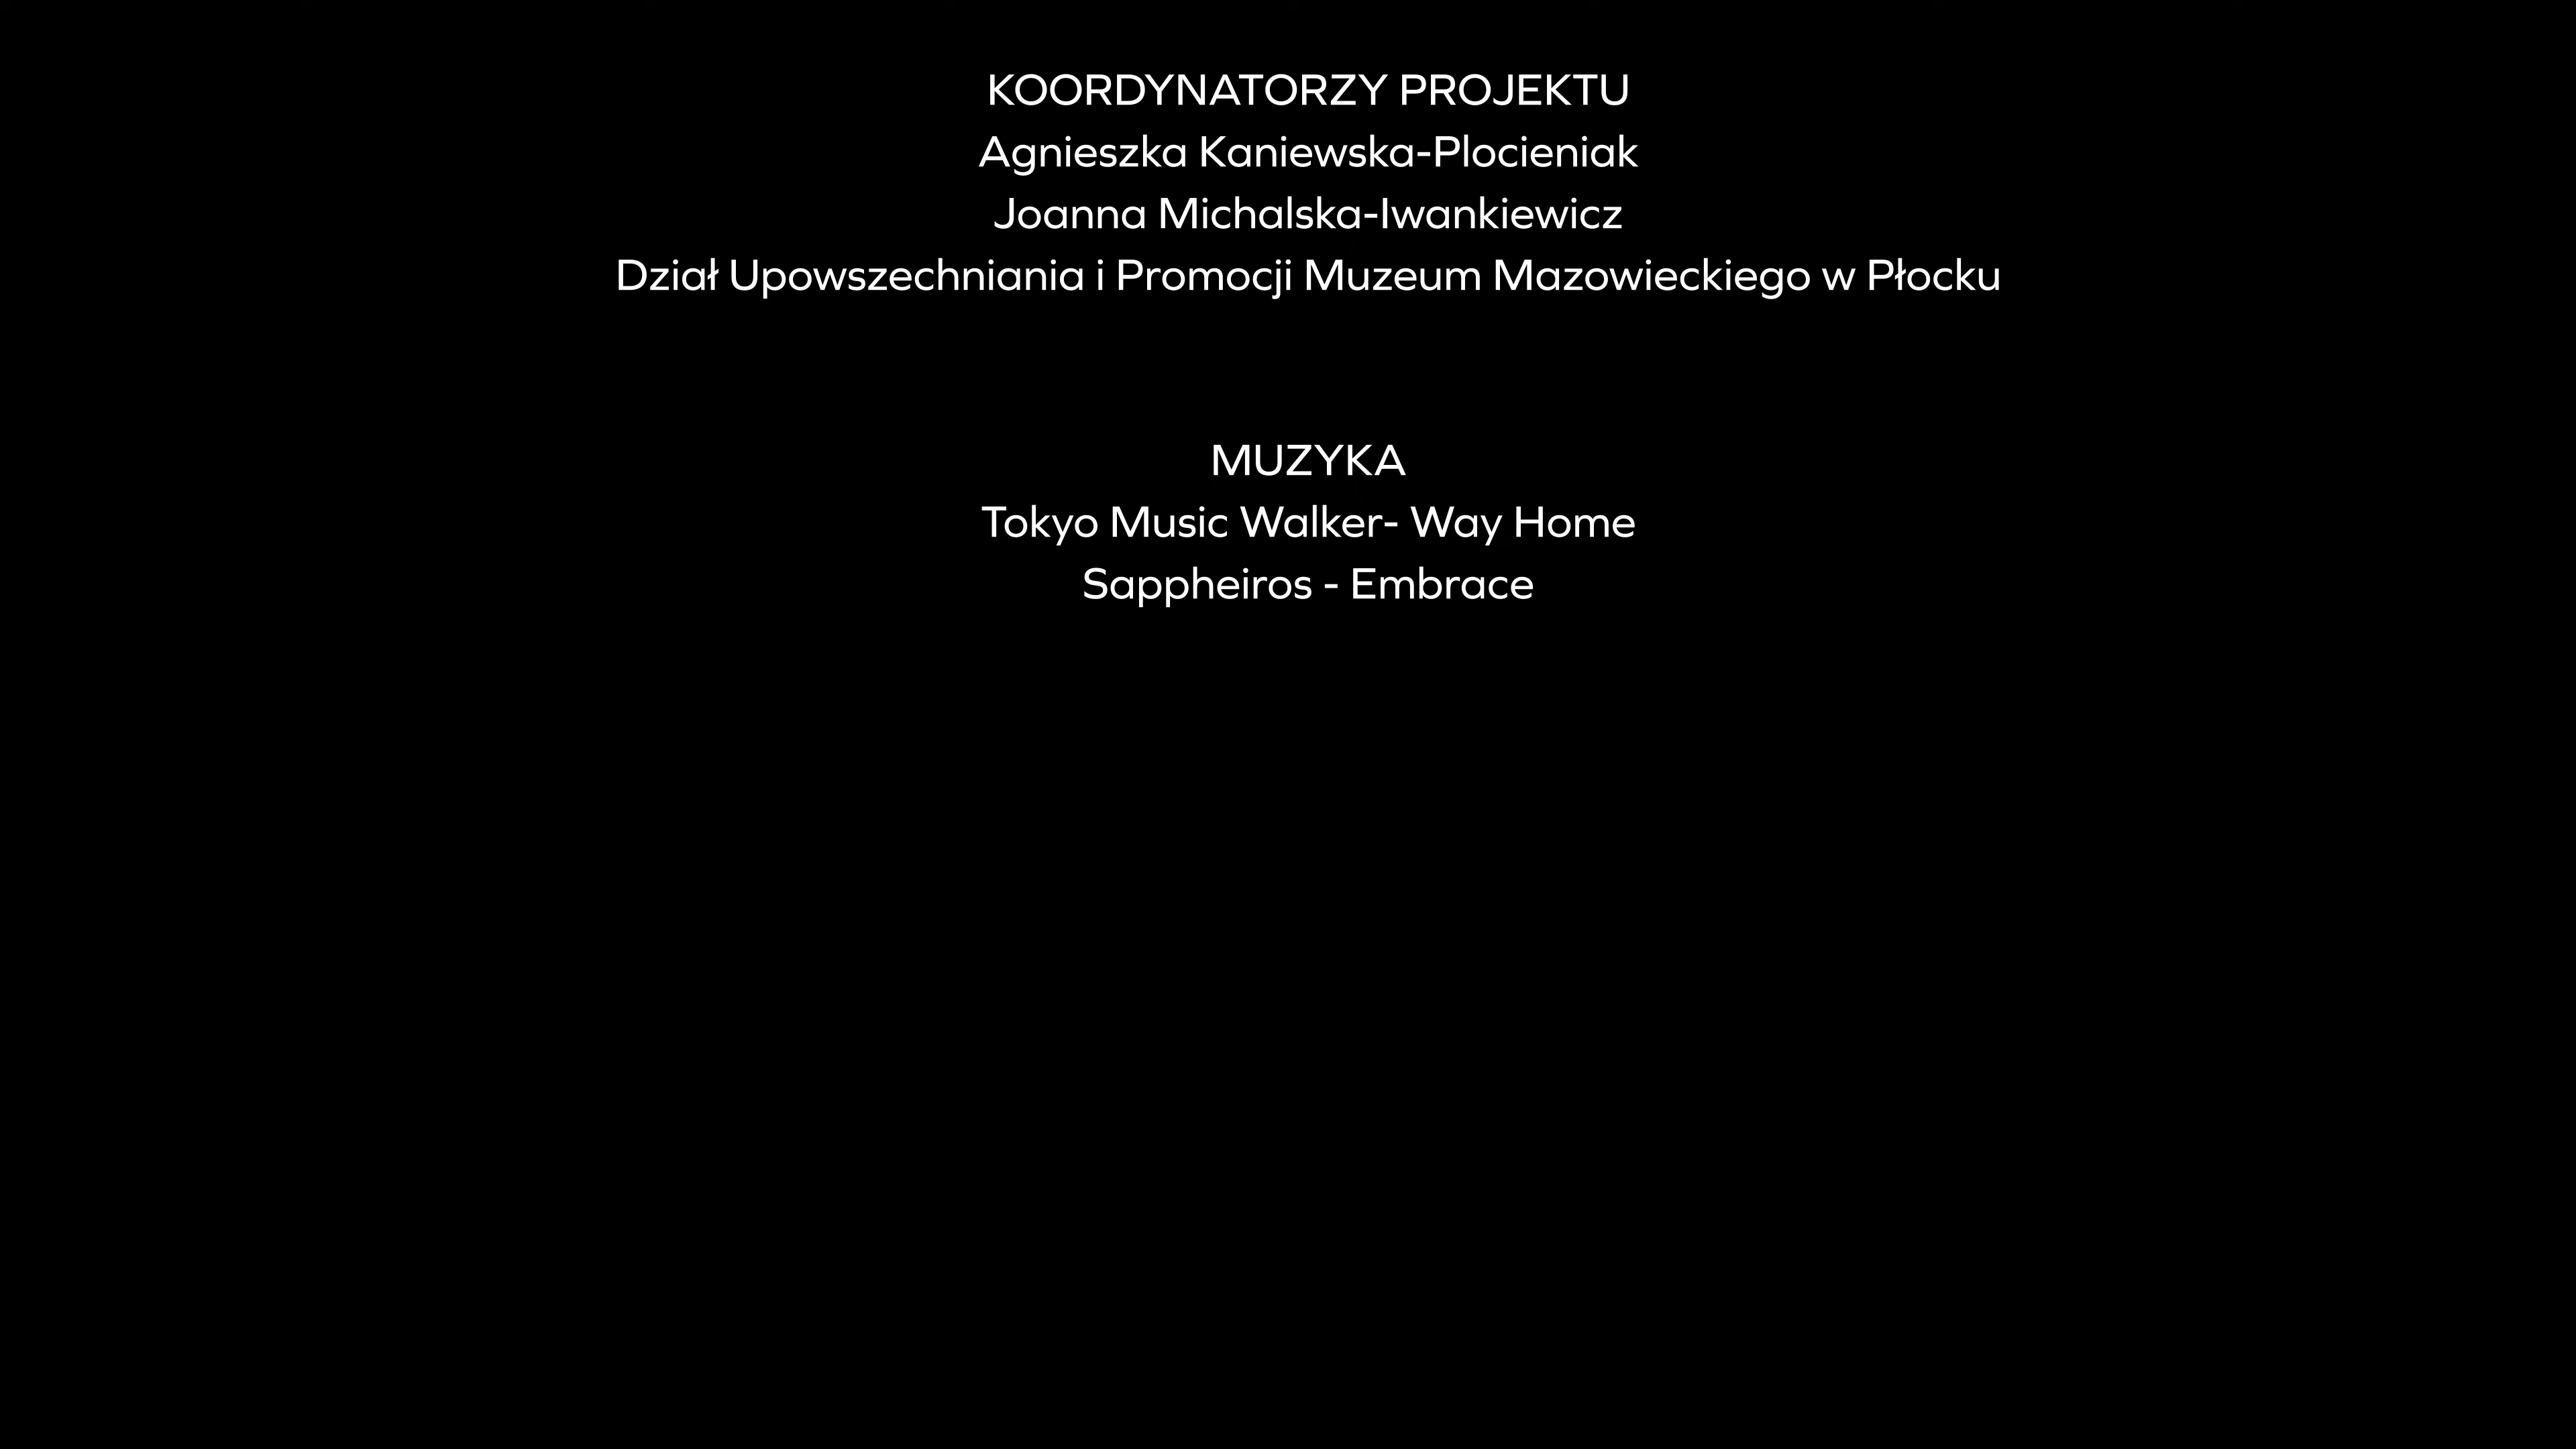 KOORDYNATORZY PROJEKTU
Agnieszka Kaniewska-Plocieniak
Joanna Michalska-Iwankiewicz
Dział Upowszechniania i Promocji Muzeum Mazowieckiego w Płocku
MUZYKA
Tokyo Music Walker- Way Home
Sappheiros - Embrace